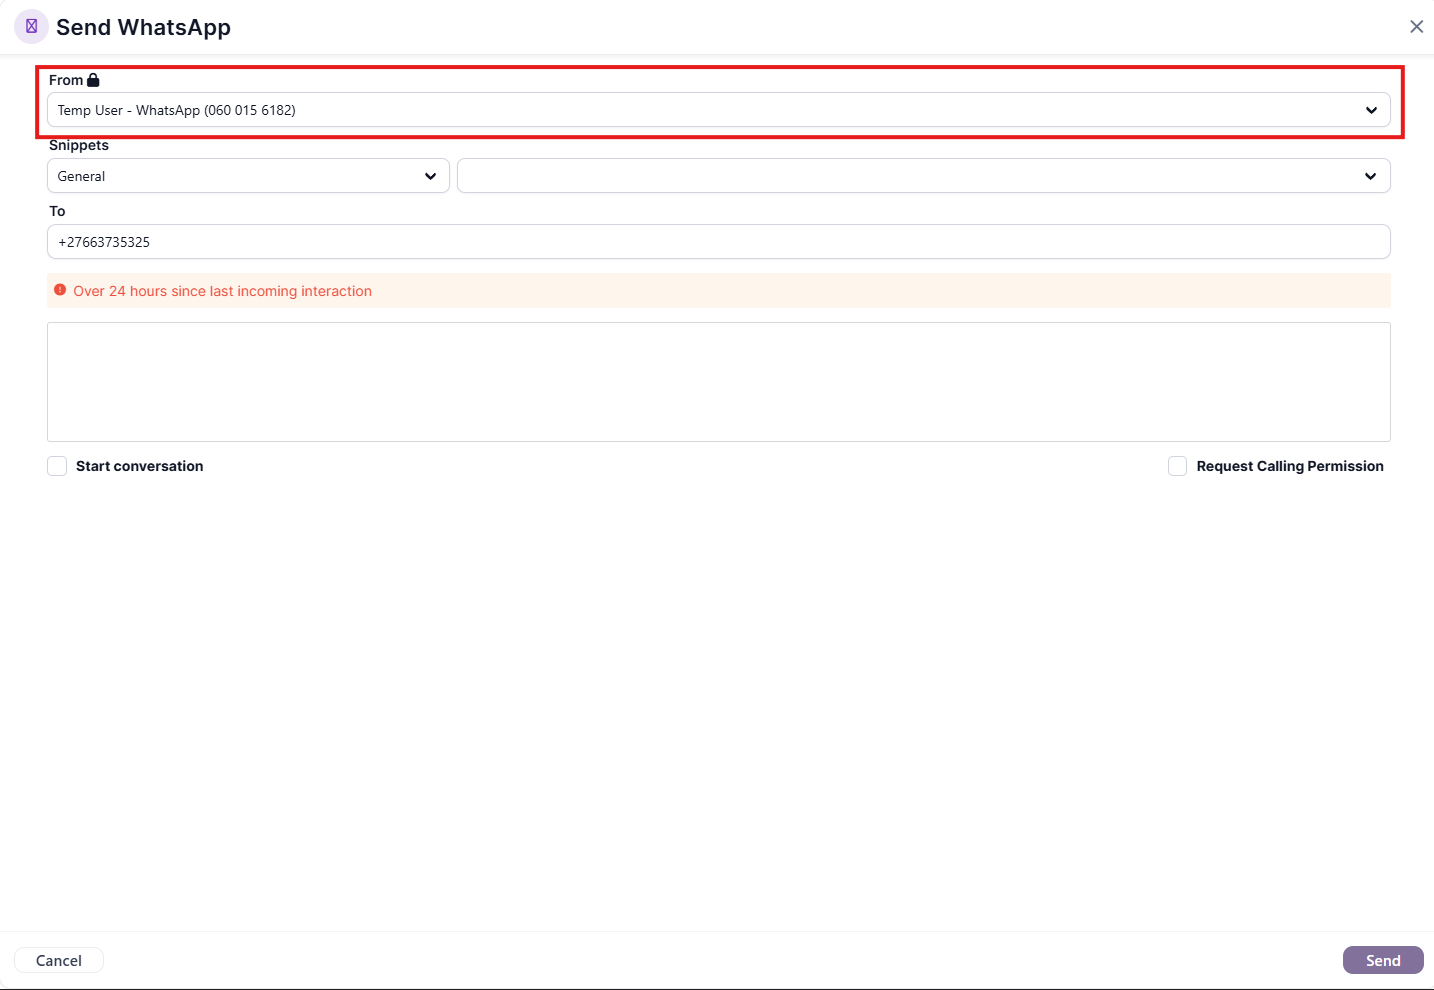 Send WhatsApp
From
Temp User - WhatsApp (060 015 6182)
Snippets
General
To
+27663735325
Over 24 hours since last incoming interaction
Start conversation
Request Calling Permission
Cancel
Send